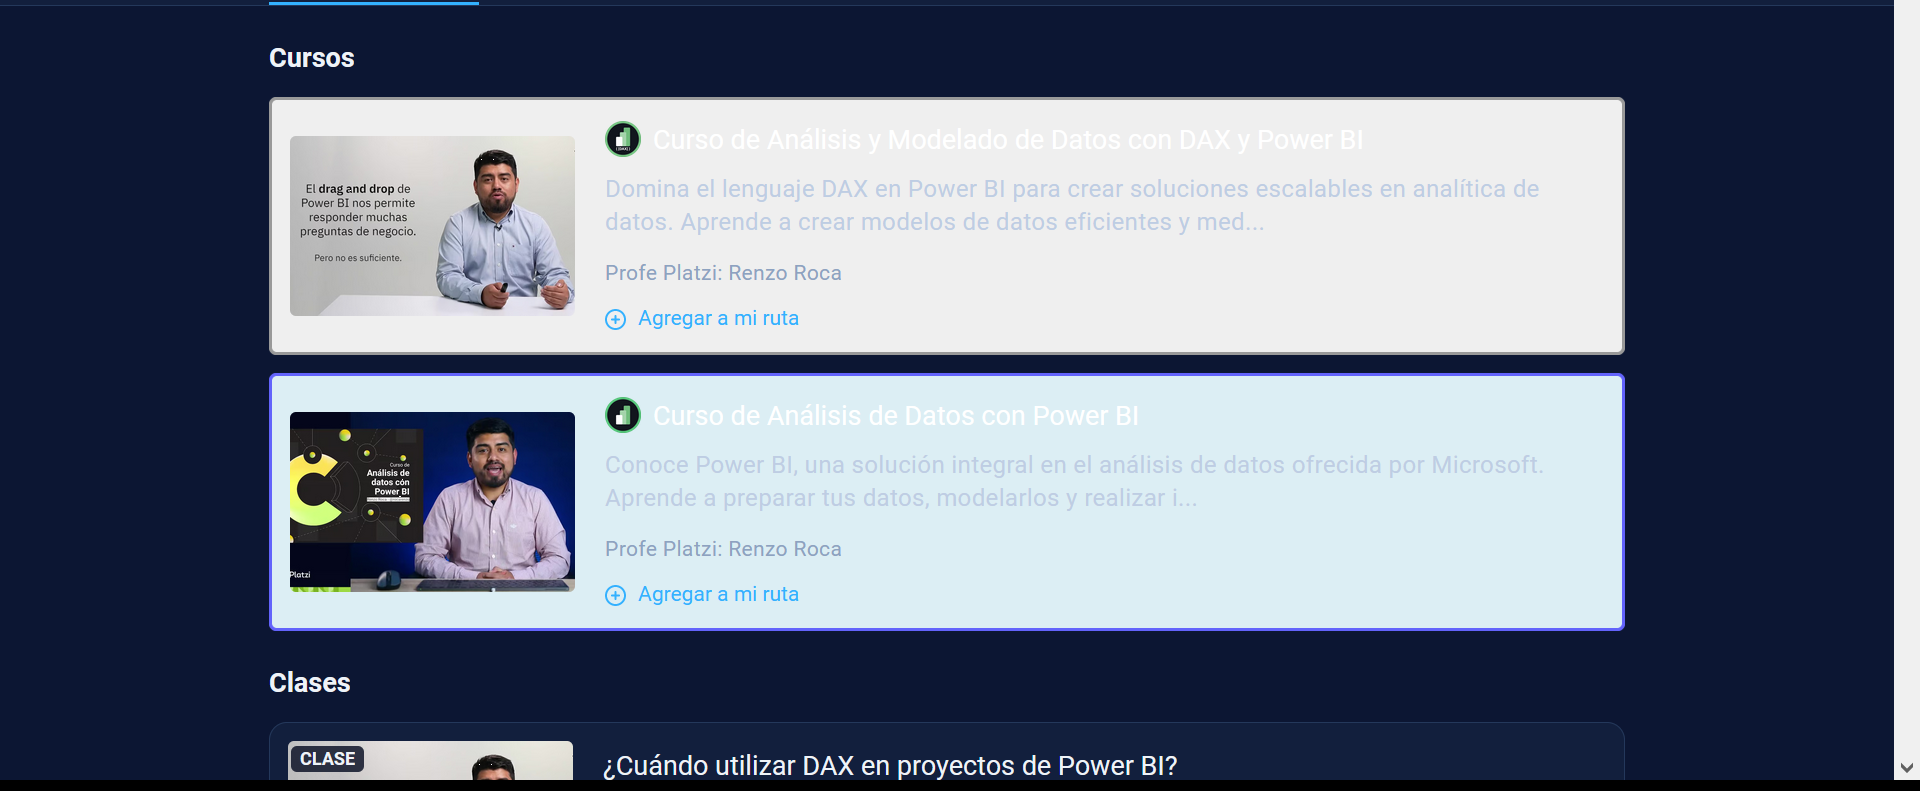 Cursos
El drag and drop de
Power BI nos permite
responder muchas
preguntas de negocio.
Pero no es suficiente.
Curso de Análisis y Modelado de Datos con DAX y Power BI
Domina el lenguaje DAX en Power BI para crear soluciones escalables en analítica de
datos. Aprende a crear modelos de datos eficientes y med...
Profe Platzi: Renzo Roca
Agregar a mi ruta
Curso de
Análisis de
datos cón
Power BI
Platzi
Curso de Análisis de Datos con Power BI
Conoce Power BI, una solución integral en el análisis de datos ofrecida por Microsoft.
Aprende a preparar tus datos, modelarlos y realizar i...
Profe Platzi: Renzo Roca
Agregar a mi ruta
Clases
CLASE
¿Cuándo utilizar DAX en proyectos de Power BI?